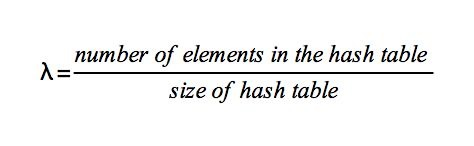 number of elements in the hash table
λ=
size of hash table